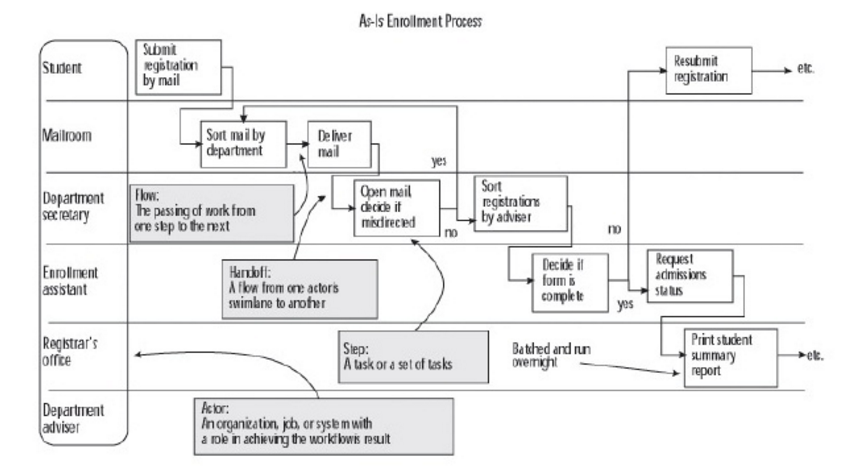 As-Is Enrollment Process
Student
Submit
registration
by mail
Resubmit
registration
etc.
Mailroom
Sort mail by
department
Deliver
mail
yes
Department
secretary
Flow:
The passing of work from
one step to the next
Open mail,
decide if
misdirected
no
Sort
registrations
by adviser
no
Enrollment
assistant
Handoff:
A flow from one actoris
swimlane to another
Decide if
form is
complete
yes
Request
admissions
status
Registrar's
office
Step:
A task or a set of tasks
Batched and run
overnight
Print student
summary
report
etc.
Department
adviser
Actor:
An organization, job, or system with
a role in achieving the workflowis result